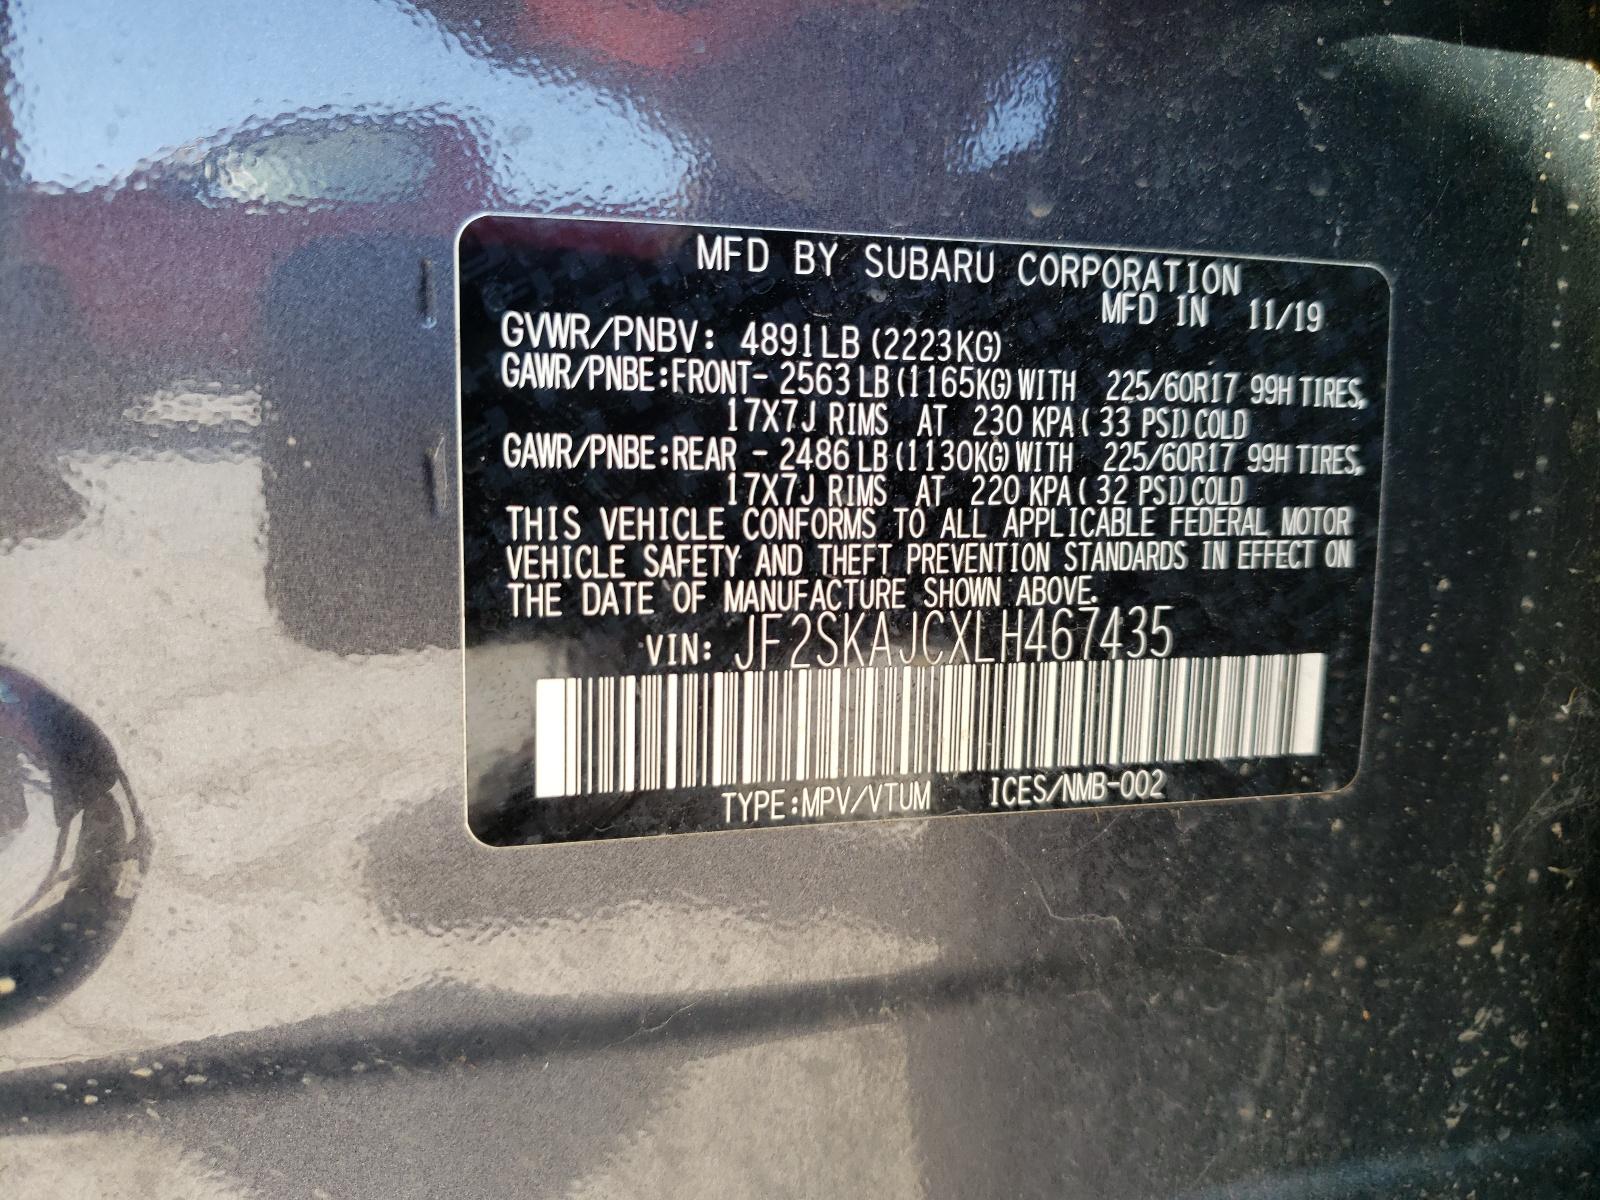 MFD BY SUBARU CORPORATION
MFD IN 11/19
GVWR/PNBV: 4891LB (2223KG)
GAWR/PNBE:FRONT- 2563 LB (1165KG) WITH 225/60R17 99H TIRES,
17X7J RIMS AT 230 KPA ( 33 PSI) COLD
GAWR/PNBE:REAR - 2486 LB (1130KG) WITH 225/60R17 99H TIRES,
17X7J RIMS AT 220 KPA ( 32 PSI) COLD
THIS VEHICLE CONFORMS TO ALL APPLICABLE FEDERAL MOTOR
VEHICLE SAFETY AND THEFT PREVENTION STANDARDS IN EFFECT ON
THE DATE OF MANUFACTURE SHOWN ABOVE.
VIN: JF2SKAJCXLH467435
TYPE:MPV/VTUM ICES/NMB-002